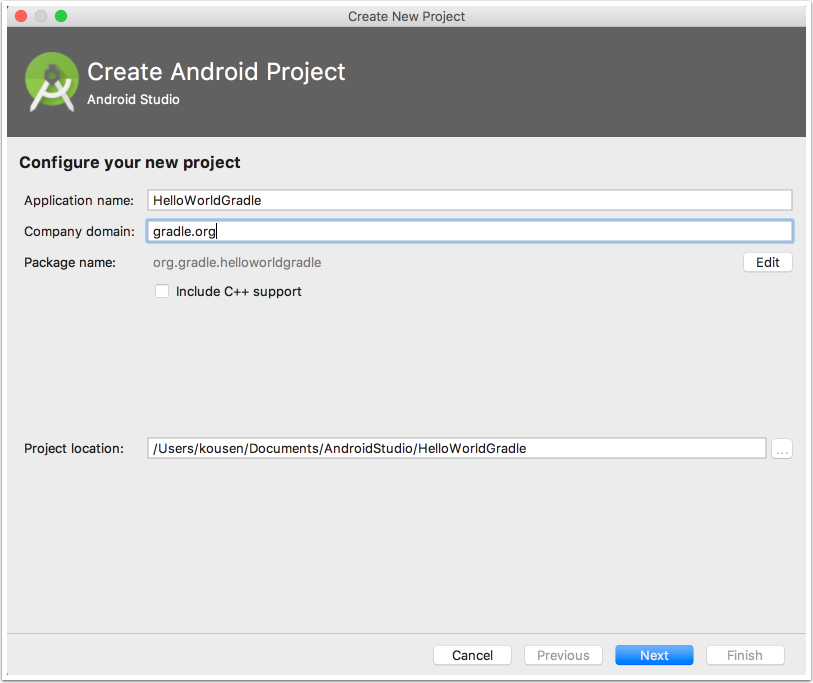 Create New Project
Create Android Project
Android Studio
Configure your new project
Application name: HelloWorldGradle
Company domain: gradle.org
Package name: org.gradle.helloworldgradle Edit
Include C++ support
Project location: /Users/kousen/Documents/AndroidStudio/HelloWorldGradle ...
Cancel Previous Next Finish